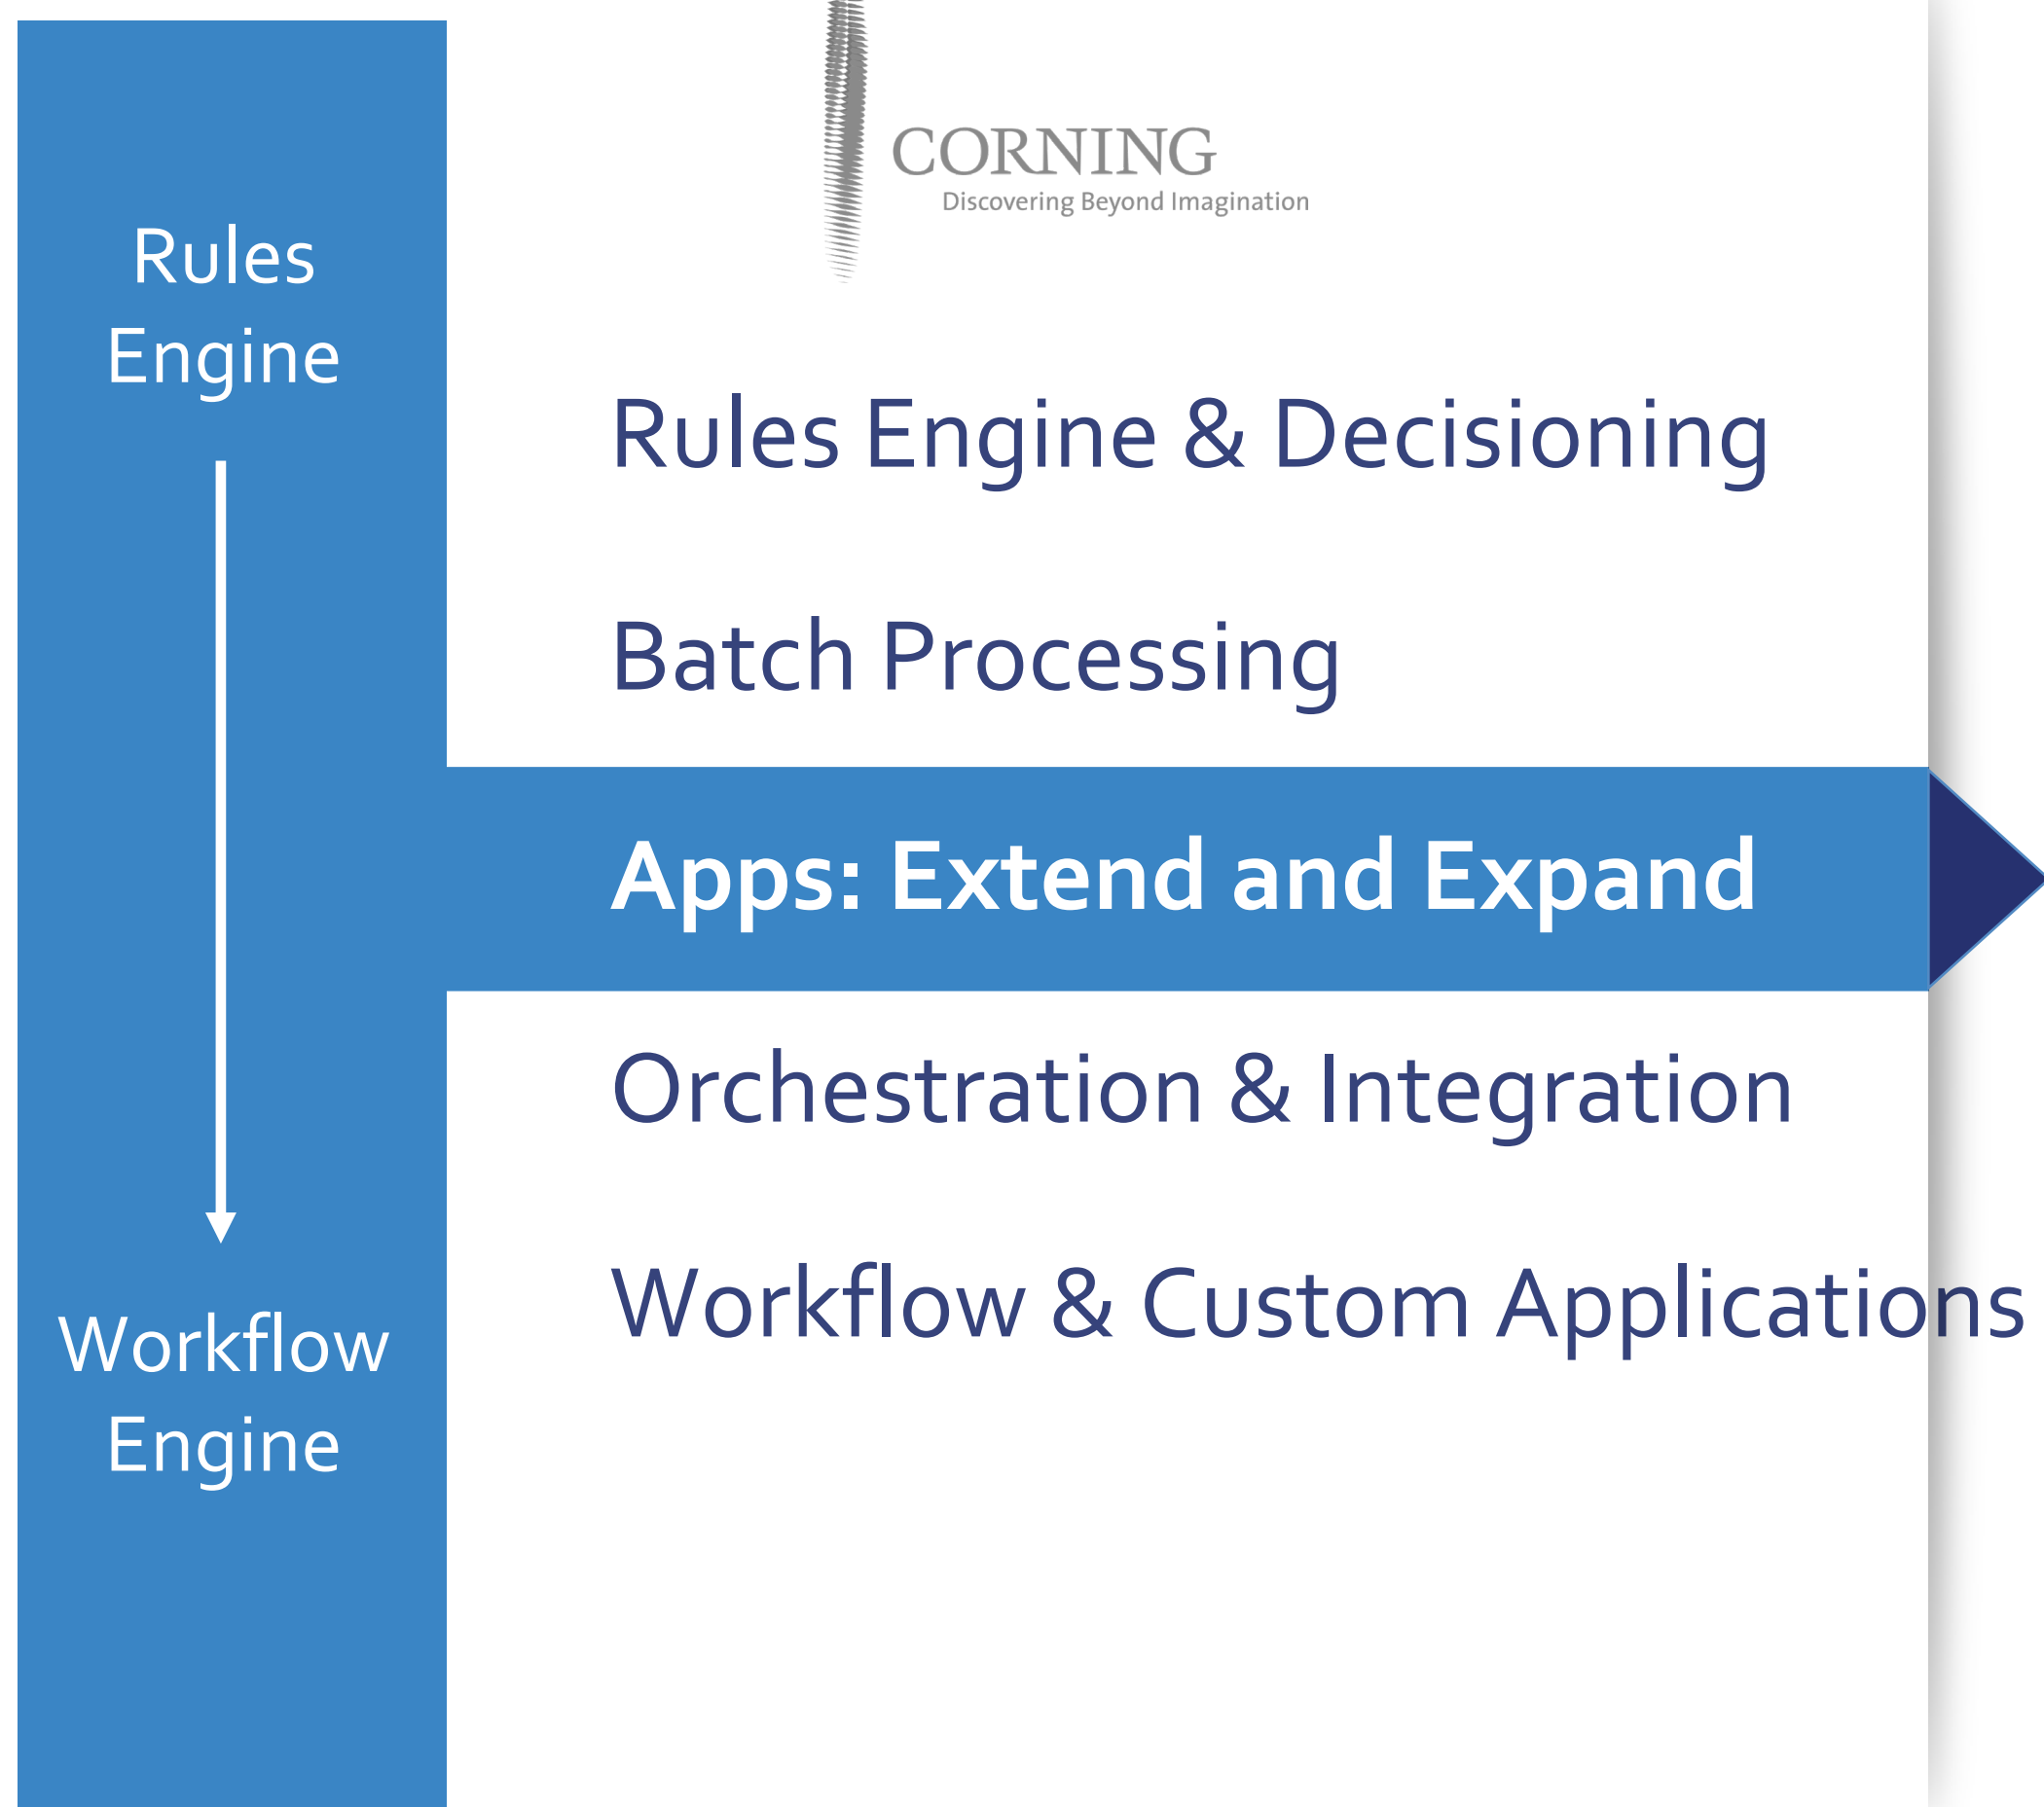 Rules
Engine
Workflow
Engine
CORNING
Discovering Beyond Imagination
Rules Engine & Decisioning
Batch Processing
Apps: Extend and Expand
Orchestration & Integration
Workflow & Custom Applications